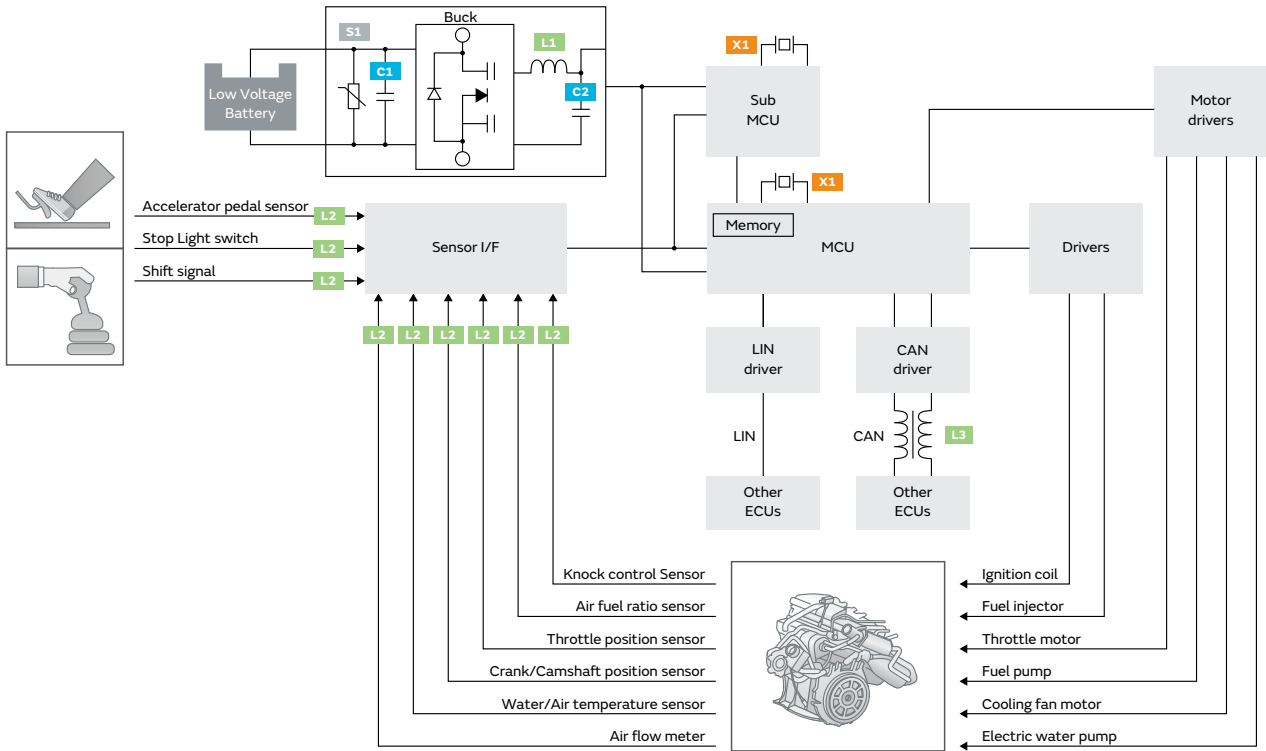 Buck
S1
L1
X1
C1
C2
Low Voltage
Battery
Sub
MCU
Motor
drivers
X1
Accelerator pedal sensor
L2
Stop Light switch
L2
Shift signal
L2
Sensor I/F
Memory
MCU
Drivers
L2
L2
L2
L2
L2
L2
LIN
driver
CAN
driver
LIN
CAN
L3
Other
ECUs
Other
ECUs
Knock control Sensor
Air fuel ratio sensor
Throttle position sensor
Crank/Camshaft position sensor
Water/Air temperature sensor
Air flow meter
Ignition coil
Fuel injector
Throttle motor
Fuel pump
Cooling fan motor
Electric water pump